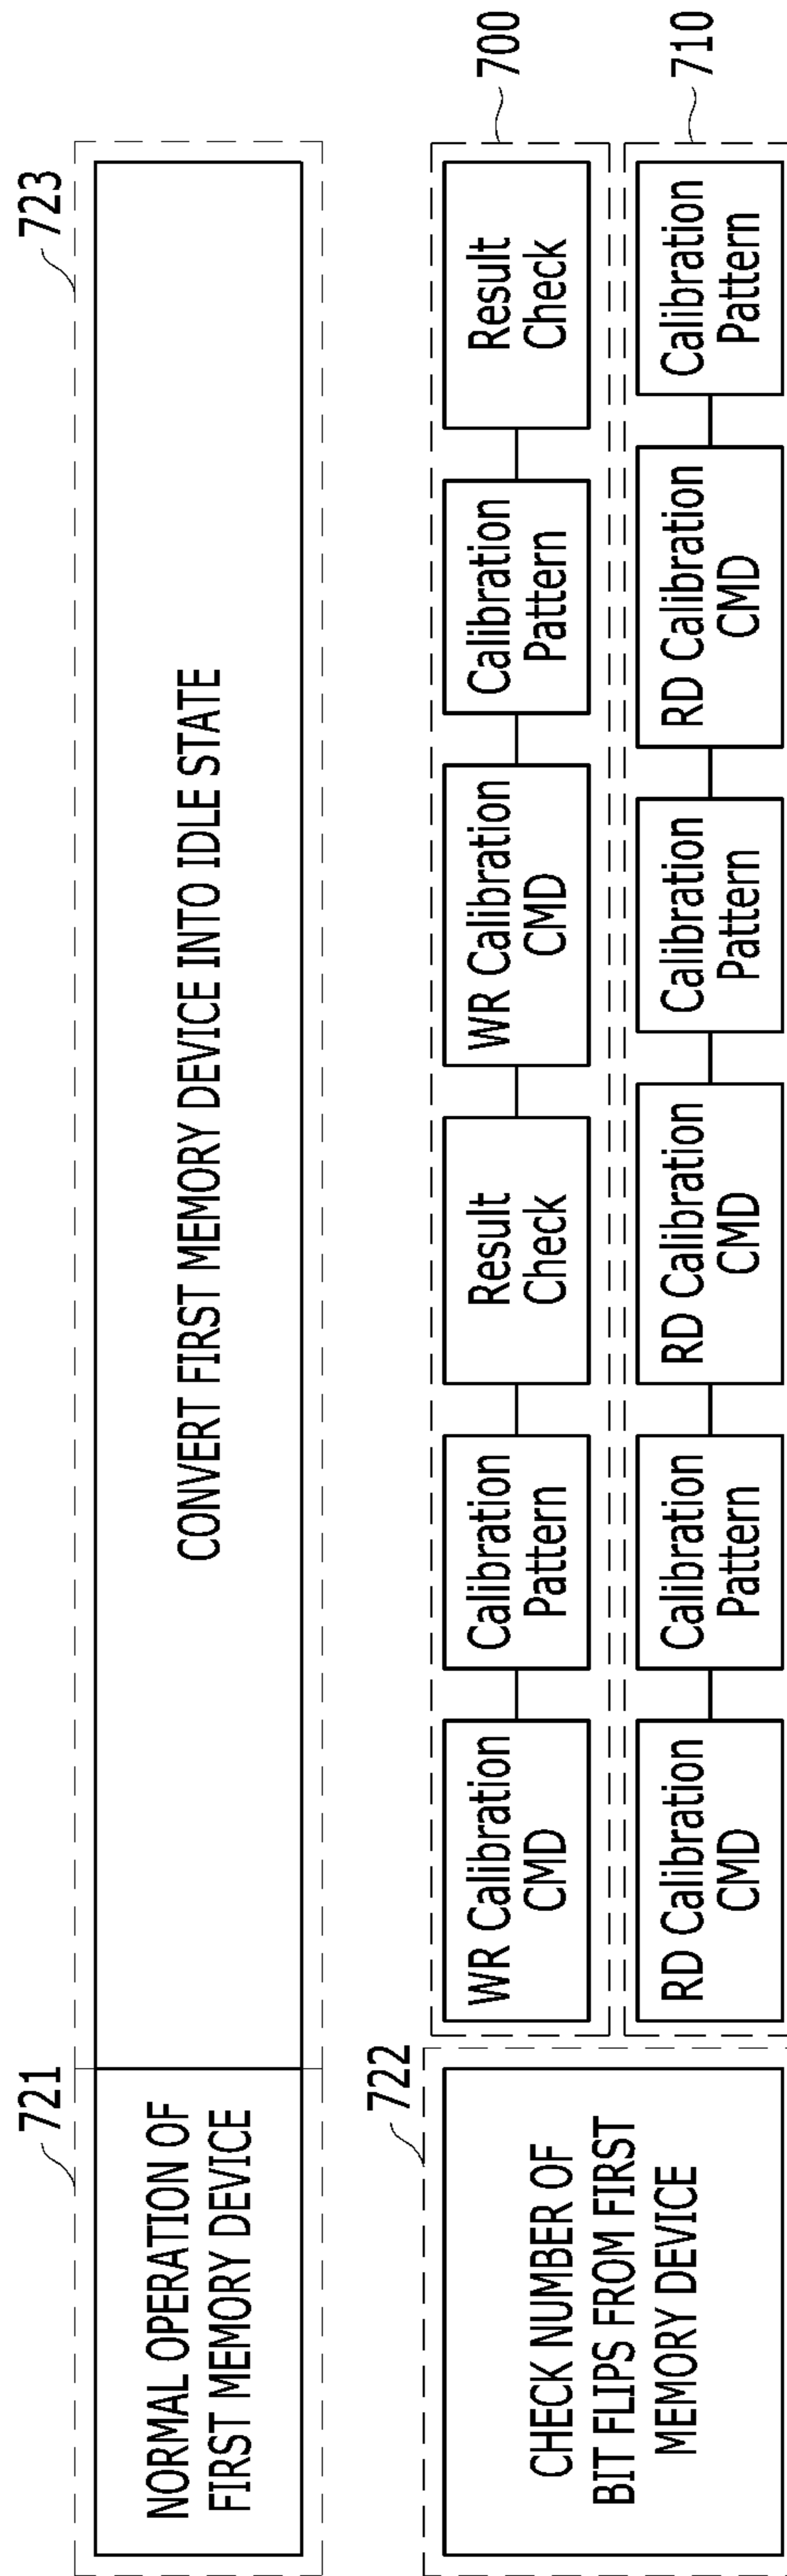 721
723
NORMAL OPERATION OF
FIRST MEMORY DEVICE
CONVERT FIRST MEMORY DEVICE INTO IDLE STATE
722
CHECK NUMBER OF
BIT FLIPS FROM FIRST
MEMORY DEVICE
WR Calibration
CMD
Calibration
Pattern
Result
Check
WR Calibration
CMD
Calibration
Pattern
Result
Check
700
RD Calibration
CMD
Calibration
Pattern
RD Calibration
CMD
Calibration
Pattern
RD Calibration
CMD
Calibration
Pattern
710